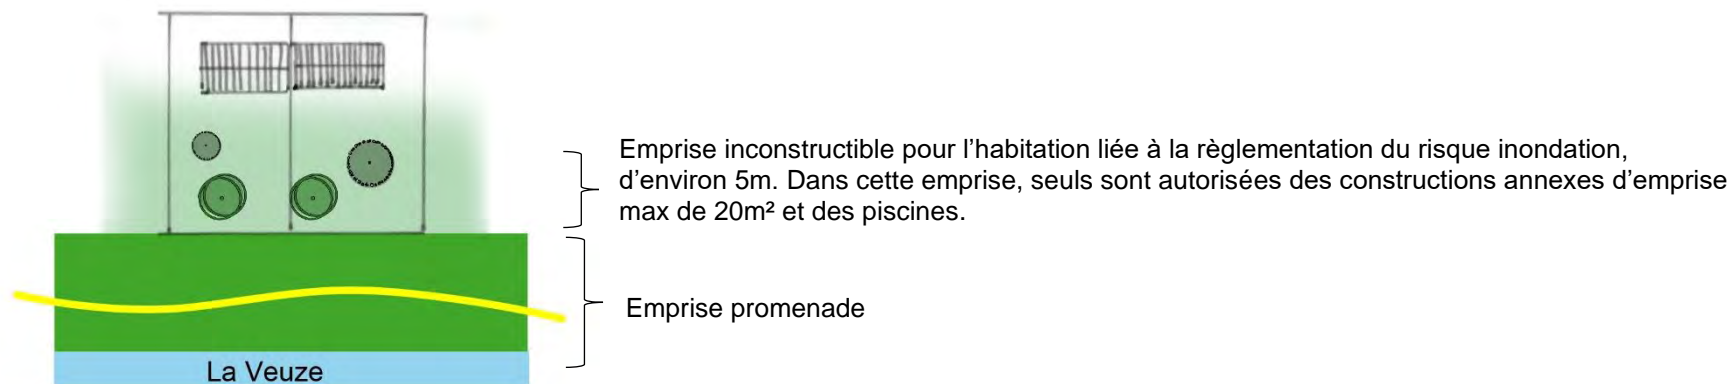 Emprise inconstructible pour l’habitation liée à la règlementation du risque inondation,
d’environ 5m. Dans cette emprise, seuls sont autorisées des constructions annexes d’emprise
max de 20m² et des piscines.
Emprise promenade
La Veuze